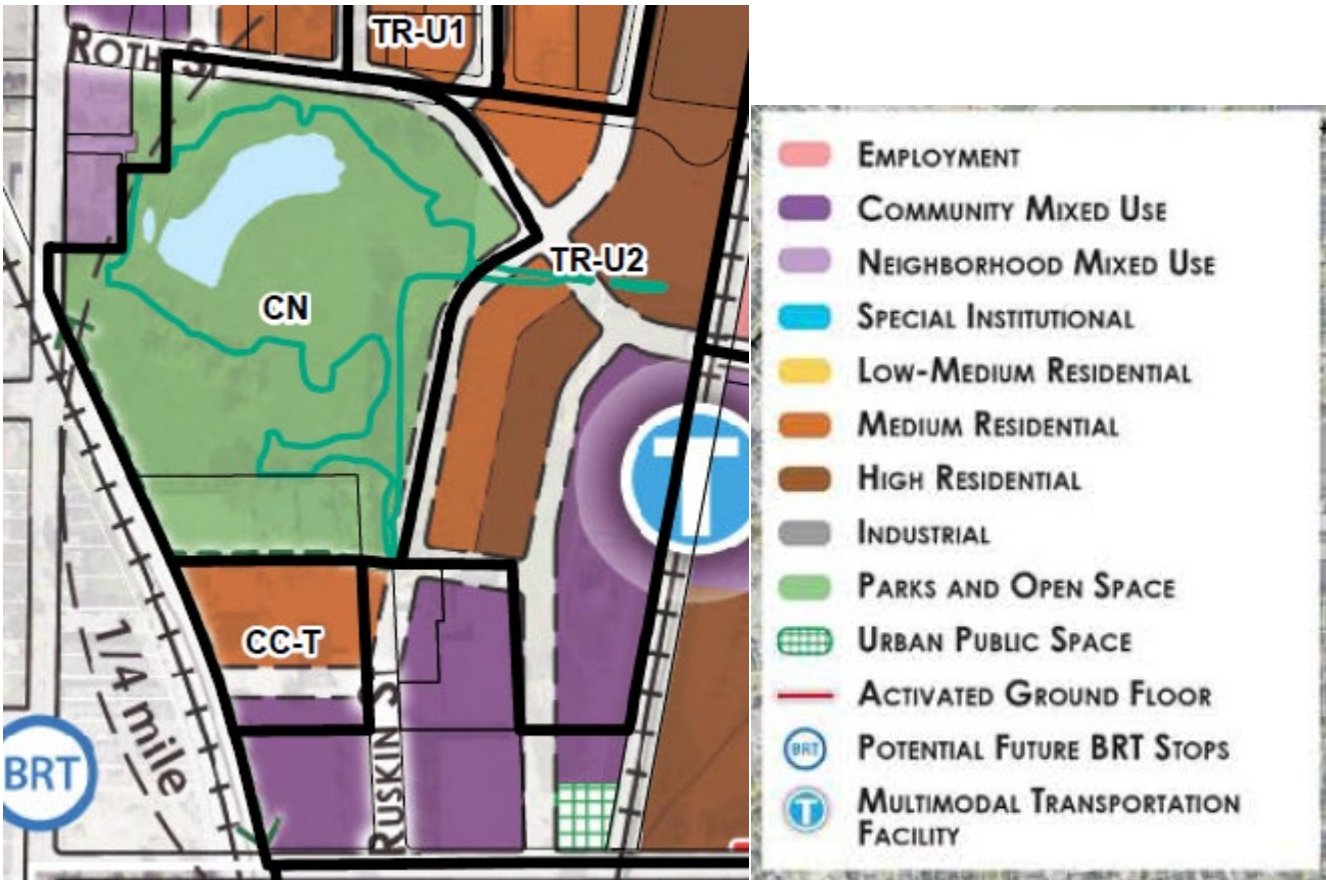 TR-U1
ROTH S
TR-U2
CN
T
CC-T
1/4 mile
BRT
RUSKIN S
EMPLOYMENT
COMMUNITY MIXED USE
NEIGHBORHOOD MIXED USE
SPECIAL INSTITUTIONAL
LOW-MEDIUM RESIDENTIAL
MEDIUM RESIDENTIAL
HIGH RESIDENTIAL
INDUSTRIAL
PARKS AND OPEN SPACE
URBAN PUBLIC SPACE
ACTIVATED GROUND FLOOR
BRT POTENTIAL FUTURE BRT STOPS
T MULTIMODAL TRANSPORTATION
FACILITY